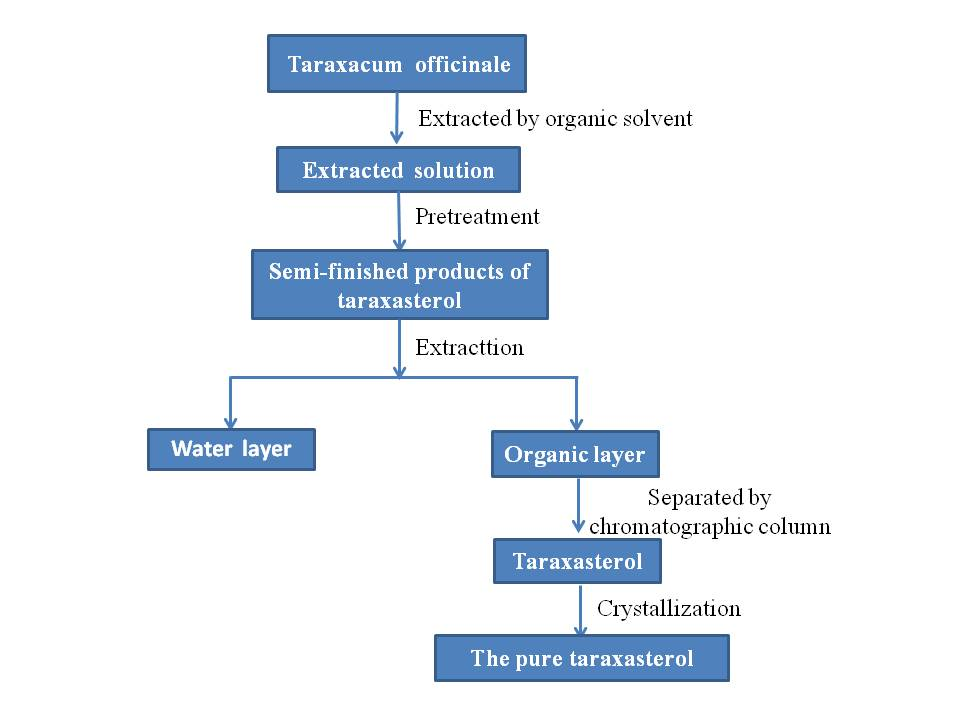 Taraxacum officinale
Extracted by organic solvent
Extracted solution
Pretreatment
Semi-finished products of
taraxasterol
Extracttion
Water layer
Organic layer
Separated by
chromatographic column
Taraxasterol
Crystallization
The pure taraxasterol